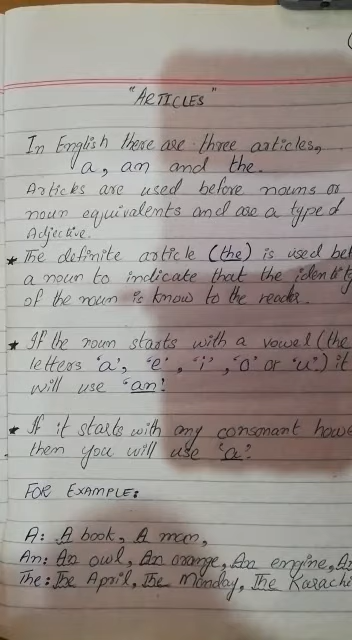 "ARTICLES"
In English there are three articles,
a, an and the.
Articles are used before nouns or
noun equivalents and are a type of
Adjective.
* The definite article (the) is used bef
a noun to indicate that the identity
of the noun is know to the reader.
* If the noun starts with a vowel (the
letters 'a', 'e', 'i', 'o' or 'u') it
will use 'an'.
* If it starts with any consonant howe
then you will use 'a'.
FOR EXAMPLE:
A: A book, A man,
An: An owl, An orange, An engine, An
The: The April, The Monday, The Karachi